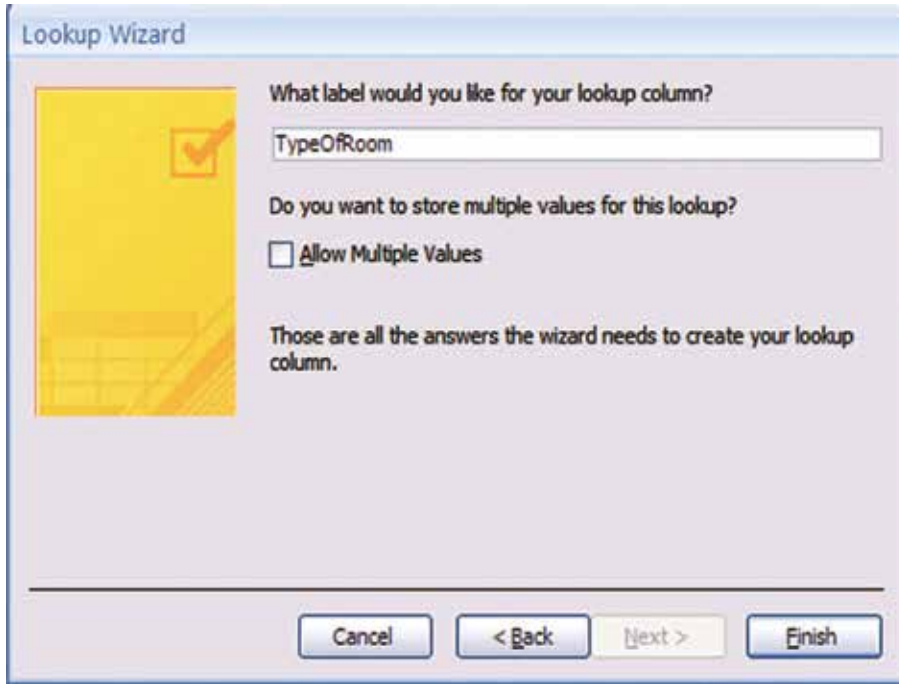 Lookup Wizard
What label would you like for your lookup column?
TypeOfRoom
Do you want to store multiple values for this lookup?
Allow Multiple Values
Those are all the answers the wizard needs to create your lookup
column.
Cancel
< Back
Next >
Finish